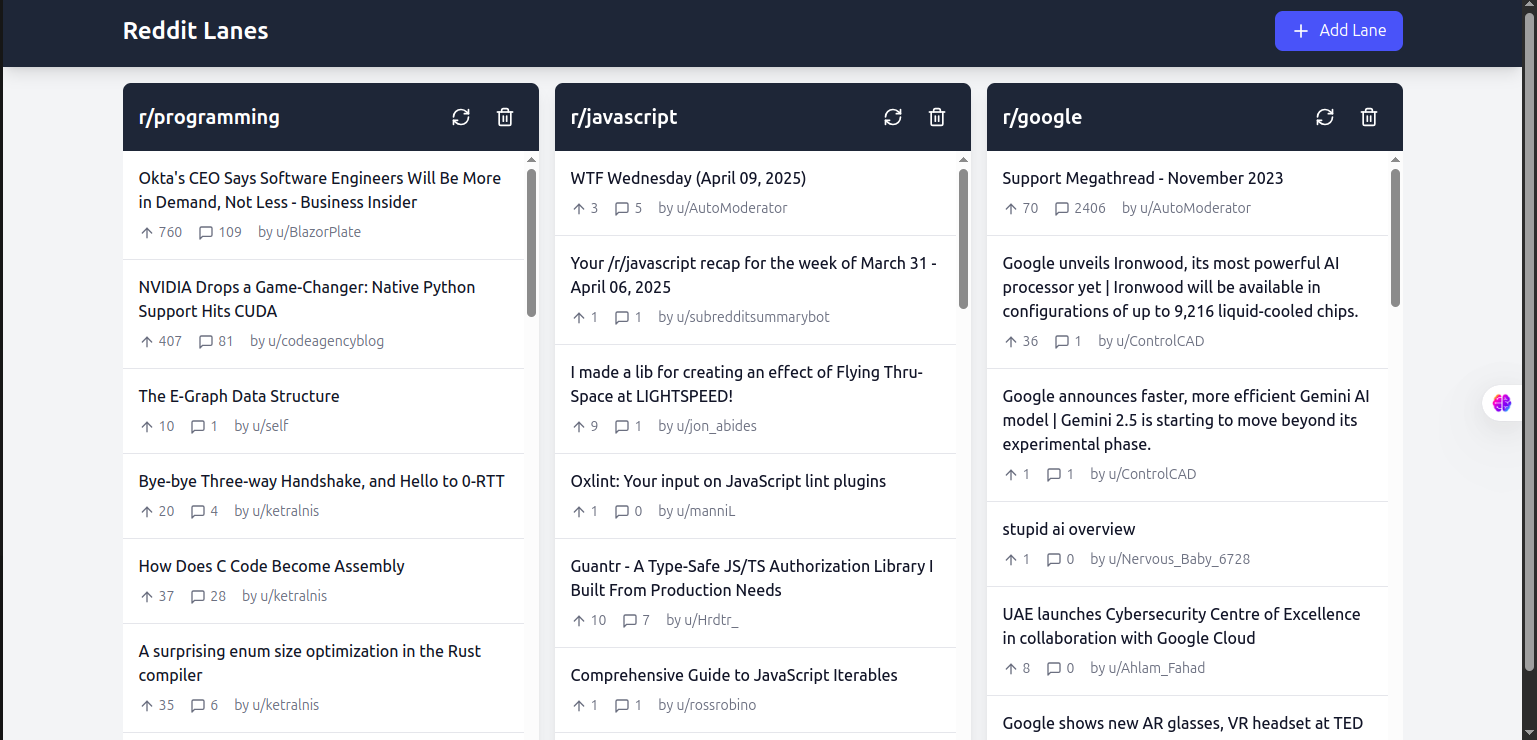 Reddit Lanes
Add Lane
r/programming
Okta's CEO Says Software Engineers Will Be More
in Demand, Not Less - Business Insider
760 109 by u/BlazorPlate
NVIDIA Drops a Game-Changer: Native Python
Support Hits CUDA
407 81 by u/codeagencyblog
The E-Graph Data Structure
10 1 by u/self
Bye-bye Three-way Handshake, and Hello to 0-RTT
20 4 by u/ketralnis
How Does C Code Become Assembly
37 28 by u/ketralnis
A surprising enum size optimization in the Rust
compiler
35 6 by u/ketralnis
r/javascript
WTF Wednesday (April 09, 2025)
3 5 by u/AutoModerator
Your /r/javascript recap for the week of March 31 -
April 06, 2025
1 1 by u/subredditsummarybot
I made a lib for creating an effect of Flying Thru-
Space at LIGHTSPEED!
9 1 by u/jon_abides
Oxlint: Your input on JavaScript lint plugins
1 0 by u/manniL
Guantr - A Type-Safe JS/TS Authorization Library I
Built From Production Needs
10 7 by u/Hrdtr_
Comprehensive Guide to JavaScript Iterables
1 1 by u/rossrobino
r/google
Support Megathread - November 2023
70 2406 by u/AutoModerator
Google unveils Ironwood, its most powerful AI
processor yet | Ironwood will be available in
configurations of up to 9,216 liquid-cooled chips.
36 1 by u/ControlCAD
Google announces faster, more efficient Gemini AI
model | Gemini 2.5 is starting to move beyond its
experimental phase.
1 1 by u/ControlCAD
stupid ai overview
1 0 by u/Nervous_Baby_6728
UAE launches Cybersecurity Centre of Excellence
in collaboration with Google Cloud
8 0 by u/Ahlam_Fahad
Google shows new AR glasses, VR headset at TED